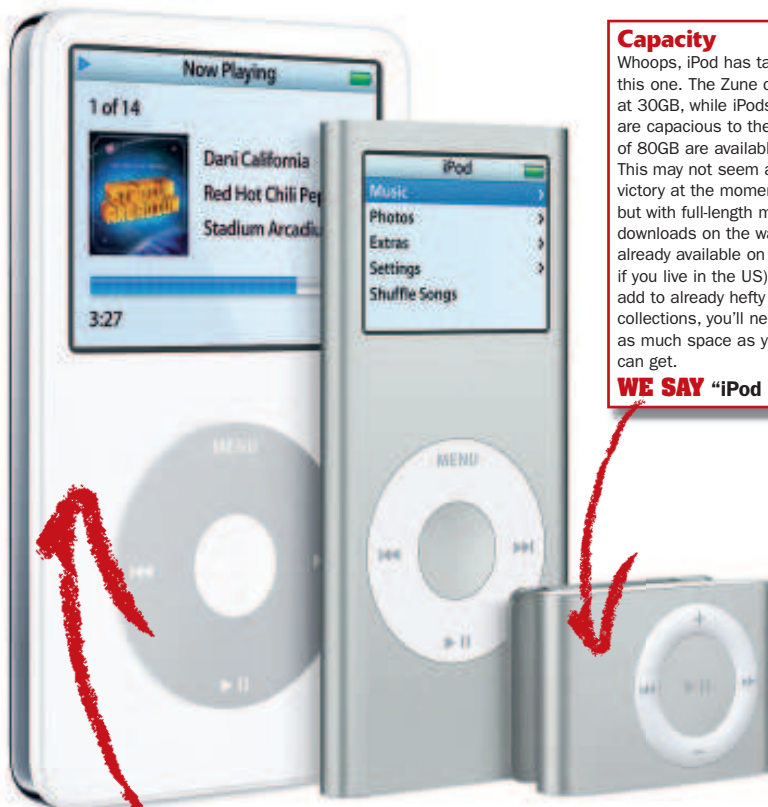 Now Playing
1 of 14
Dani California
Red Hot Chili Pep
Stadium Arcadiu
3:27
MENU
iPod
Music
Photos
Extras
Settings
Shuffle Songs
MENU
Capacity
Whoops, iPod has ta
this one. The Zune
at 30GB, while iPods
are capacious to the
of 80GB are availabl
This may not seem a
victory at the momen
but with full-length m
downloads on the wa
already available on
if you live in the US)
add to already hefty
collections, you'll ne
as much space as y
can get.
WE SAY "iPod